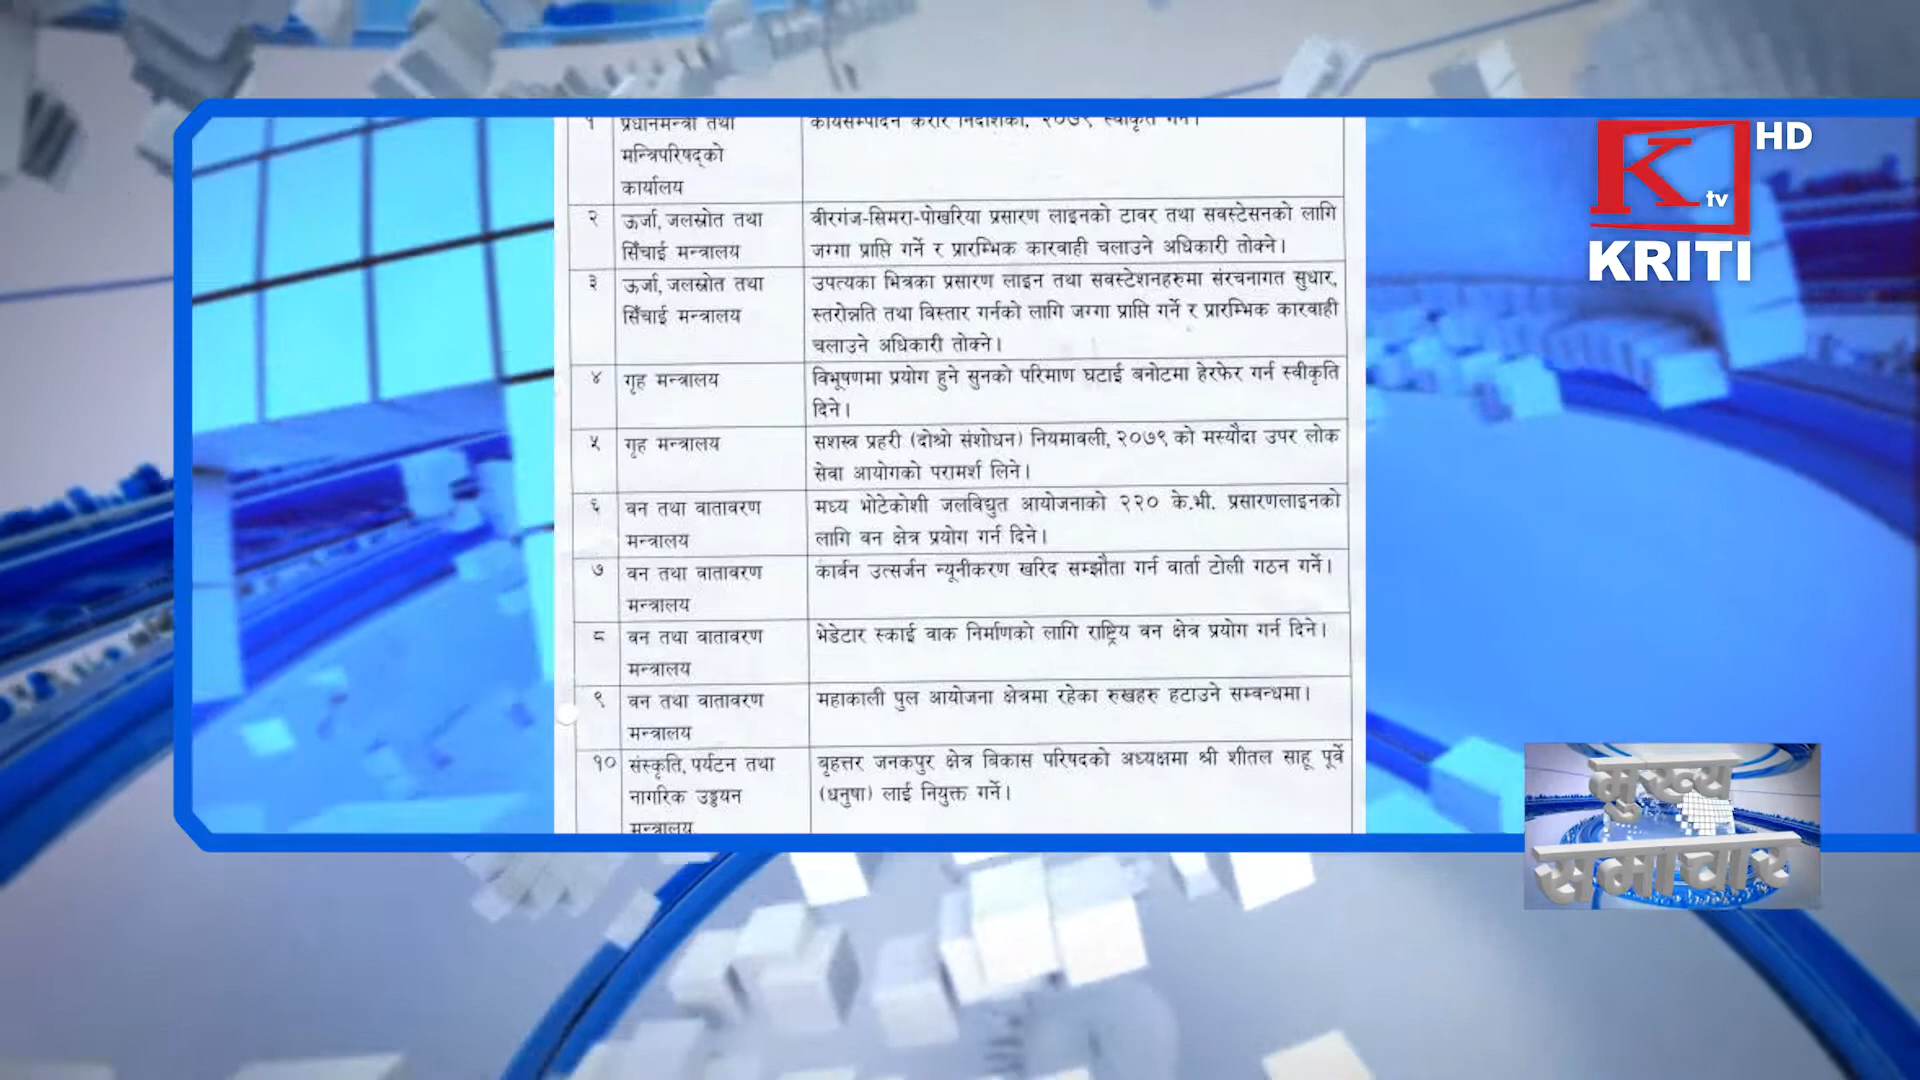 १ प्रधानमन्त्री तथा कार्यसम्पादन करार निर्देशिका, २०७९ स्वीकृत गर्ने।
मन्त्रिपरिषद्को
कार्यालय
२ ऊर्जा, जलस्रोत तथा वीरगंज-सिमरा-पोखरिया प्रसारण लाइनको टावर तथा सवस्टेसनको लागि
सिँचाई मन्त्रालय जग्गा प्राप्ति गर्ने र प्रारम्भिक कारवाही चलाउने अधिकारी तोक्ने।
३ ऊर्जा, जलस्रोत तथा उपत्यका भित्रका प्रसारण लाइन तथा सवस्टेशनहरुमा संरचनागत सुधार,
सिँचाई मन्त्रालय स्तरोन्नति तथा विस्तार गर्नको लागि जग्गा प्राप्ति गर्ने र प्रारम्भिक कारवाही
चलाउने अधिकारी तोक्ने।
४ गृह मन्त्रालय विभूषणमा प्रयोग हुने सुनको परिमाण घटाई बनोटमा हेरफेर गर्न स्वीकृति
दिने।
५ गृह मन्त्रालय सशस्त्र प्रहरी (दोश्रो संशोधन) नियमावली, २०७९ को मस्यौदा उपर लोक
सेवा आयोगको परामर्श लिने।
६ वन तथा वातावरण मध्य भोटेकोशी जलविद्युत आयोजनाको २२० के.भी. प्रसारणलाइनको
मन्त्रालय लागि वन क्षेत्र प्रयोग गर्न दिने।
७ वन तथा वातावरण कार्वन उत्सर्जन न्यूनीकरण खरिद सम्झौता गर्न वार्ता टोली गठन गर्ने।
मन्त्रालय
८ वन तथा वातावरण भेडेटार स्काई वाक निर्माणको लागि राष्ट्रिय वन क्षेत्र प्रयोग गर्न दिने।
मन्त्रालय
९ वन तथा वातावरण महाकाली पुल आयोजना क्षेत्रमा रहेका रुखहरु हटाउने सम्वन्धमा।
मन्त्रालय
१० संस्कृति, पर्यटन तथा बृहत्तर जनकपुर क्षेत्र विकास परिषदको अध्यक्षमा श्री शीतल साहू पूर्वे
नागरिक उड्डयन (धनुषा) लाई नियुक्त गर्ने।
मन्त्रालय
K tv HD
KRITI
मुख्य
समाचार